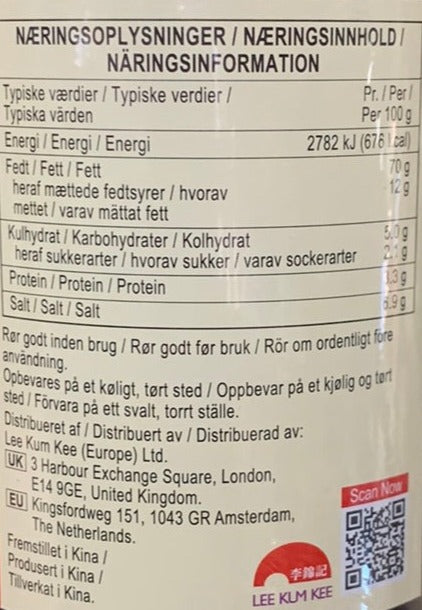 NÆRINGSOPLYSNINGER / NÆRINGSINNHOLD /
NÄRINGSINFORMATION
Typiske værdier / Typiske verdier / Pr. / Per /
Typiska värden Per 100 g
Energi / Energi / Energi 2782 kJ (676 kcal)
Fedt / Fett / Fett 70 g
heraf mættede fedtsyrer / hvorav 12 g
mettet / varav mättat fett
Kulhydrat / Karbohydrater / Kolhydrat 5.0 g
heraf sukkerarter / hvorav sukker / varav sockerarter 2.1 g
Protein / Protein / Protein g
Salt / Salt / Salt g
Rør godt inden brug / Rør godt før bruk / Rör om ordentligt före
användning.
Opbevares på et køligt, tørt sted / Oppbevar på et kjølig og tørt
sted / Förvara på ett svalt, torrt ställe.
Distribueret af / Distribuert av / Distribuerad av:
Lee Kum Kee (Europe) Ltd.
UK 3 Harbour Exchange Square, London,
E14 9GE, United Kingdom.
EU Kingsfordweg 151, 1043 GR Amsterdam,
The Netherlands.
Fremstillet i Kina /
Produsert i Kina /
Tillverkat i Kina.
李錦記
LEE KUM KEE
Scan Now